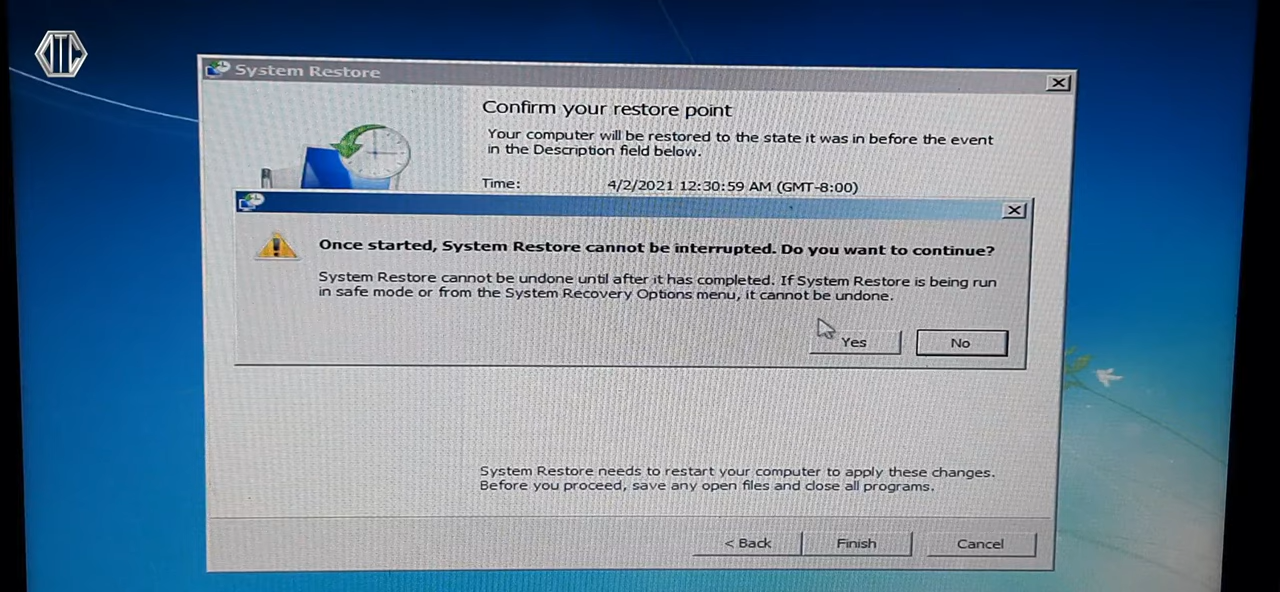 DTC
System Restore
Confirm your restore point
Your computer will be restored to the state it was in before the event
in the Description field below.
Time: 4/2/2021 12:30:59 AM (GMT-8:00)
Once started, System Restore cannot be interrupted. Do you want to continue?
System Restore cannot be undone until after it has completed. If System Restore is being run
in safe mode or from the System Recovery Options menu, it cannot be undone.
Yes No
System Restore needs to restart your computer to apply these changes.
Before you proceed, save any open files and close all programs.
< Back Finish Cancel